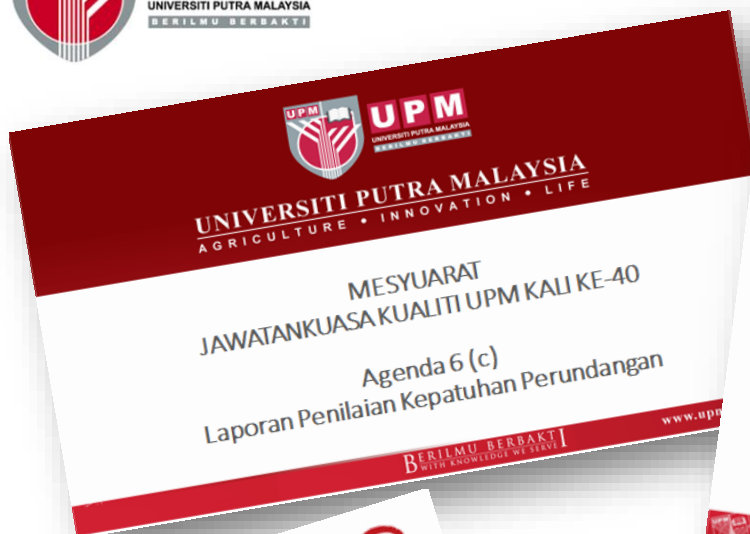 UNIVERSITI PUTRA MALAYSIA
BERILMU BERBAKTI
UPM
UPM
UNIVERSITI PUTRA MALAYSIA
BERILMU BERBAKTI
UNIVERSITI PUTRA MALAYSIA
AGRICULTURE • INNOVATION • LIFE
MESYUARAT
JAWATANKUASA KUALITI UPM KALI KE-40
Agenda 6 (c)
Laporan Penilaian Kepatuhan Perundangan
www.upm
BERILMU BERBAKTI
WITH KNOWLEDGE WE SERVE
UPM